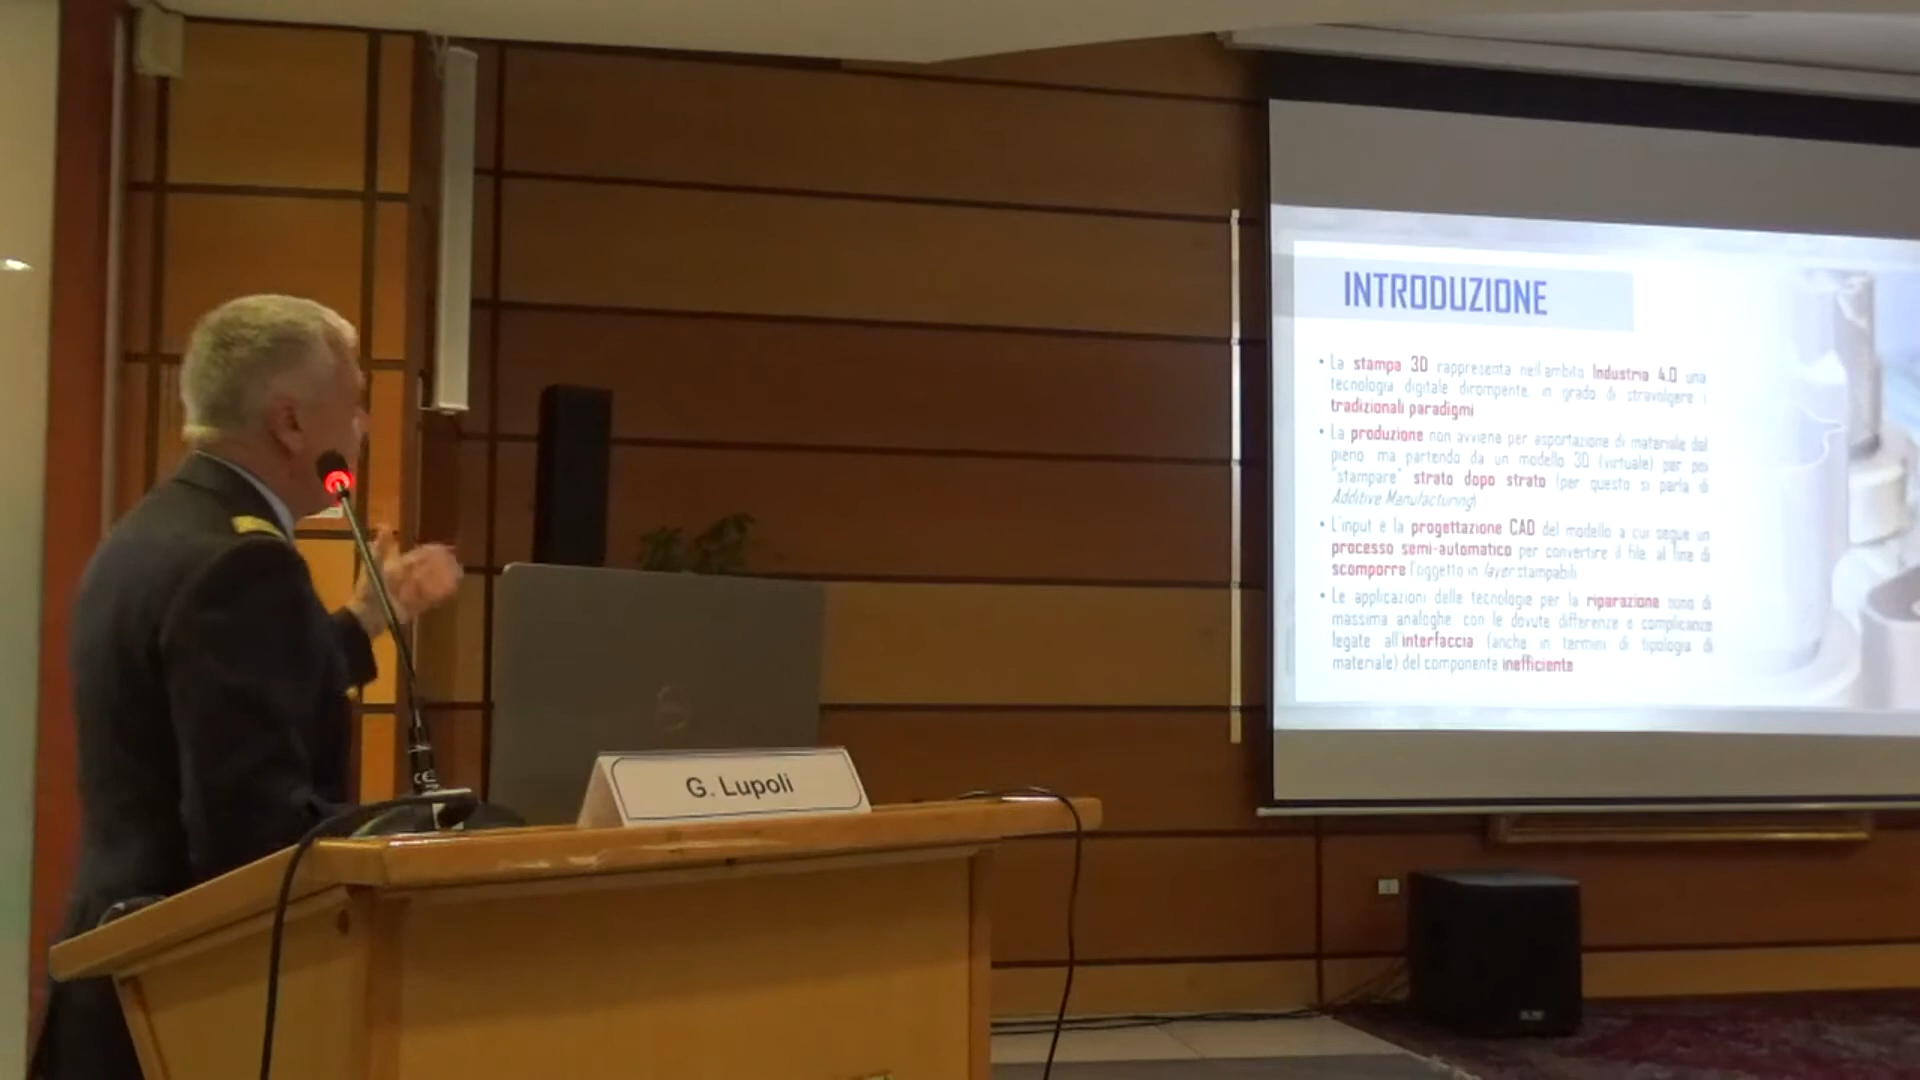 INTRODUZIONE
• La stampa 3D rappresenta nell'ambito Industria 4.0 una
tecnologia digitale dirompente, in grado di stravolgere i
tradizionali paradigmi
• La produzione non avviene per asportazione di materiale dal
pieno ma partendo da un modello 3D (virtuale) per poi
"stampare" strato dopo strato (per questo si parla di
Additive Manufacturing)
• L'input è la progettazione CAD del modello a cui segue un
processo semi-automatico per convertire il file al fine di
scomporre l'oggetto in layer stampabili
• Le applicazioni delle tecnologie per la riparazione sono di
massima analoghe con le dovute differenze e complicanze
legate all'interfaccia (anche in termini di tipologia di
materiale) del componente inefficiente
CE
G. Lupoli